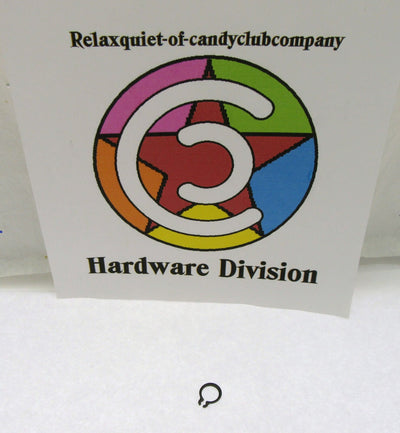 Relaxquiet-of-candyclubcompany
Hardware Division